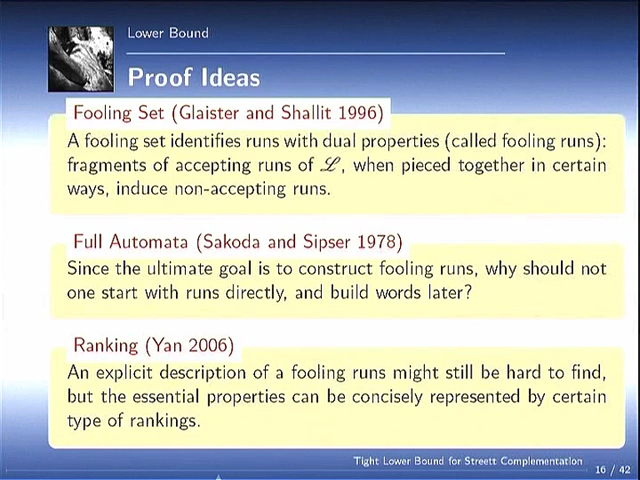 Lower Bound
Proof Ideas
Fooling Set (Glaister and Shallit 1996)
A fooling set identifies runs with dual properties (called fooling runs):
fragments of accepting runs of ℒ, when pieced together in certain
ways, induce non-accepting runs.
Full Automata (Sakoda and Sipser 1978)
Since the ultimate goal is to construct fooling runs, why should not
one start with runs directly, and build words later?
Ranking (Yan 2006)
An explicit description of a fooling runs might still be hard to find,
but the essential properties can be concisely represented by certain
type of rankings.
Tight Lower Bound for Streett Complementation
16 / 42